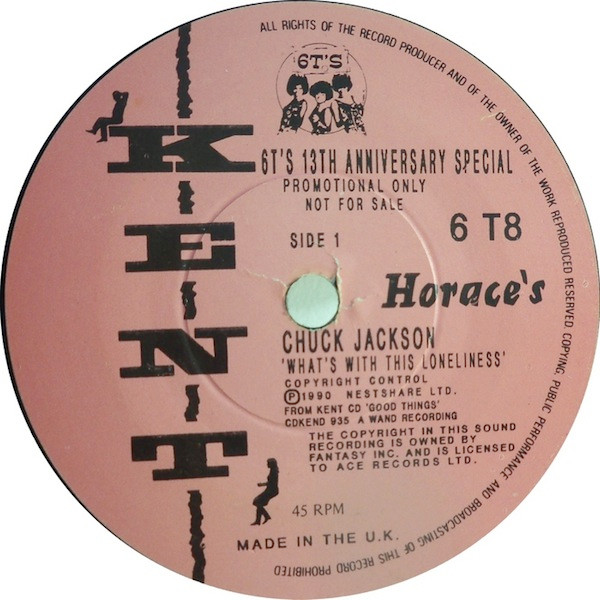 ALL RIGHTS OF THE RECORD PRODUCER AND OF THE OWNER OF THE WORK REPRODUCED RESERVED. COPYING, PUBLIC PERFORMANCE AND BROADCASTING OF THIS RECORD PROHIBITED
6T'S
KENT
6T'S 13TH ANNIVERSARY SPECIAL
PROMOTIONAL ONLY
NOT FOR SALE
SIDE 1
6 T8
Horace's
CHUCK JACKSON
'WHAT'S WITH THIS LONELINESS'
COPYRIGHT CONTROL
Ⓟ1990 NESTSHARE LTD.
FROM KENT CD 'GOOD THINGS'
CDKEND 935 A WAND RECORDING
THE COPYRIGHT IN THIS SOUND
RECORDING IS OWNED BY
FANTASY INC. AND IS LICENSED
TO ACE RECORDS LTD.
45 RPM
MADE IN THE U.K.